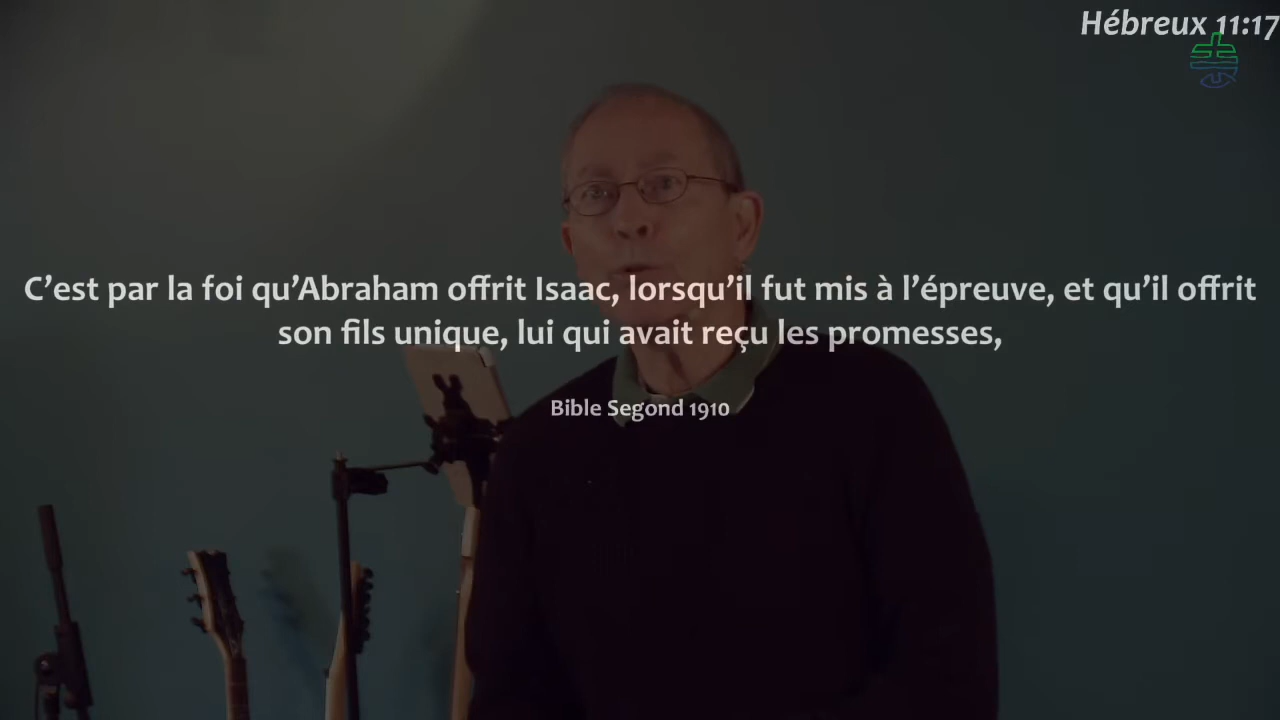 Hébreux 11:17
C’est par la foi qu’Abraham offrit Isaac, lorsqu’il fut mis à l’épreuve, et qu’il offrit
son fils unique, lui qui avait reçu les promesses,
Bible Segond 1910